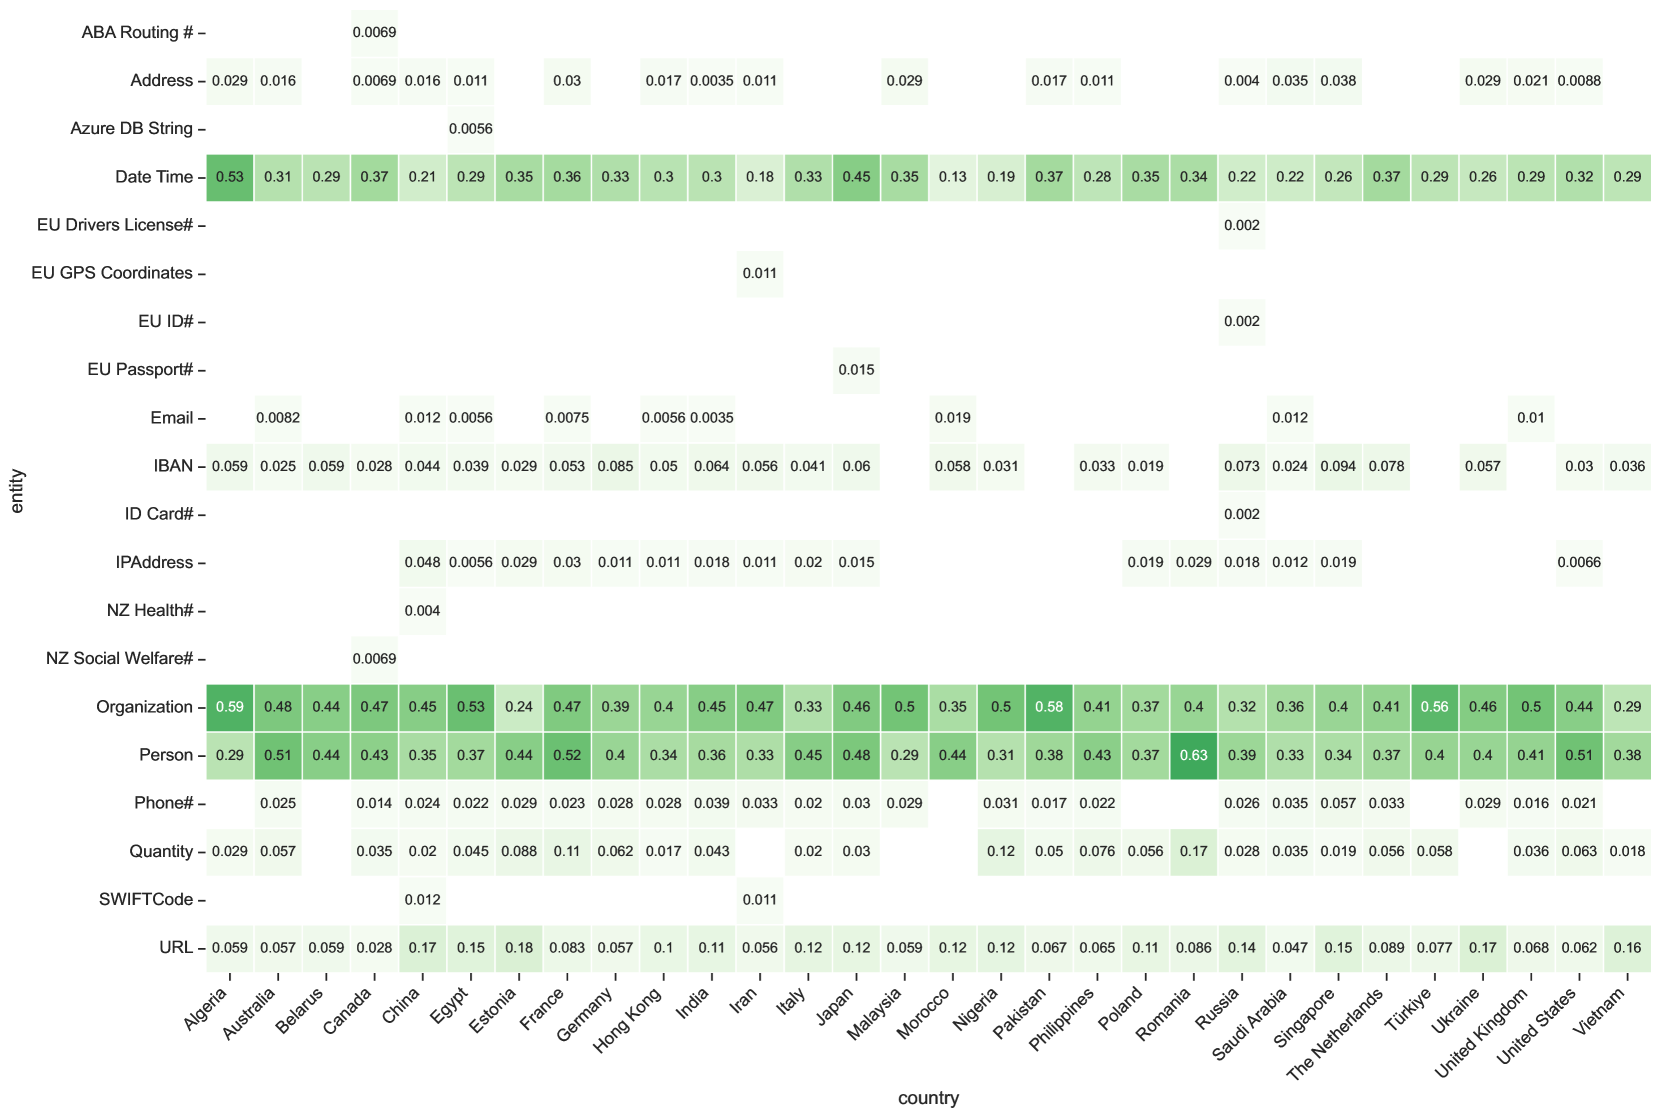 ABA Routing # 0.0069
Address 0.029 0.016 0.0069 0.016 0.011 0.03 0.017 0.0035 0.011 0.029 0.017 0.011 0.004 0.035 0.038 0.029 0.021 0.0088
Azure DB String 0.0056
Date Time 0.53 0.31 0.29 0.37 0.21 0.29 0.35 0.36 0.33 0.3 0.3 0.18 0.33 0.45 0.35 0.13 0.19 0.37 0.28 0.35 0.34 0.22 0.22 0.26 0.37 0.29 0.26 0.29 0.32 0.29
EU Drivers License# 0.002
EU GPS Coordinates 0.011
EU ID# 0.002
EU Passport# 0.015
Email 0.0082 0.012 0.0056 0.0075 0.0056 0.0035 0.019 0.012 0.01
IBAN 0.059 0.025 0.059 0.028 0.044 0.039 0.029 0.053 0.085 0.05 0.064 0.056 0.041 0.06 0.058 0.031 0.033 0.019 0.073 0.024 0.094 0.078 0.057 0.03 0.036
entity
ID Card# 0.002
IPAddress 0.048 0.0056 0.029 0.03 0.011 0.011 0.018 0.011 0.02 0.015 0.019 0.029 0.018 0.012 0.019 0.0066
NZ Health# 0.004
NZ Social Welfare# 0.0069
Organization 0.59 0.48 0.44 0.47 0.45 0.53 0.24 0.47 0.39 0.4 0.45 0.47 0.33 0.46 0.5 0.35 0.5 0.58 0.41 0.37 0.4 0.32 0.36 0.4 0.41 0.56 0.46 0.5 0.44 0.29
Person 0.29 0.51 0.44 0.43 0.35 0.37 0.44 0.52 0.4 0.34 0.36 0.33 0.45 0.48 0.29 0.44 0.31 0.38 0.43 0.37 0.63 0.39 0.33 0.34 0.37 0.4 0.4 0.41 0.51 0.38
Phone# 0.025 0.014 0.024 0.022 0.029 0.023 0.028 0.028 0.039 0.033 0.02 0.03 0.029 0.031 0.017 0.022 0.026 0.035 0.057 0.033 0.029 0.016 0.021
Quantity 0.029 0.057 0.035 0.02 0.045 0.088 0.11 0.062 0.017 0.043 0.02 0.03 0.12 0.05 0.076 0.056 0.17 0.028 0.035 0.019 0.056 0.058 0.036 0.063 0.018
SWIFTCode 0.012 0.011
URL 0.059 0.057 0.059 0.028 0.17 0.15 0.18 0.083 0.057 0.1 0.11 0.056 0.12 0.12 0.059 0.12 0.12 0.067 0.065 0.11 0.086 0.14 0.047 0.15 0.089 0.077 0.17 0.068 0.062 0.16
Algeria Australia Belarus Canada China Egypt Estonia France Germany Hong Kong India Iran Italy Japan Malaysia Morocco Nigeria Pakistan Philippines Poland Romania Russia Saudi Arabia Singapore The Netherlands Türkiye Ukraine United Kingdom United States Vietnam
country